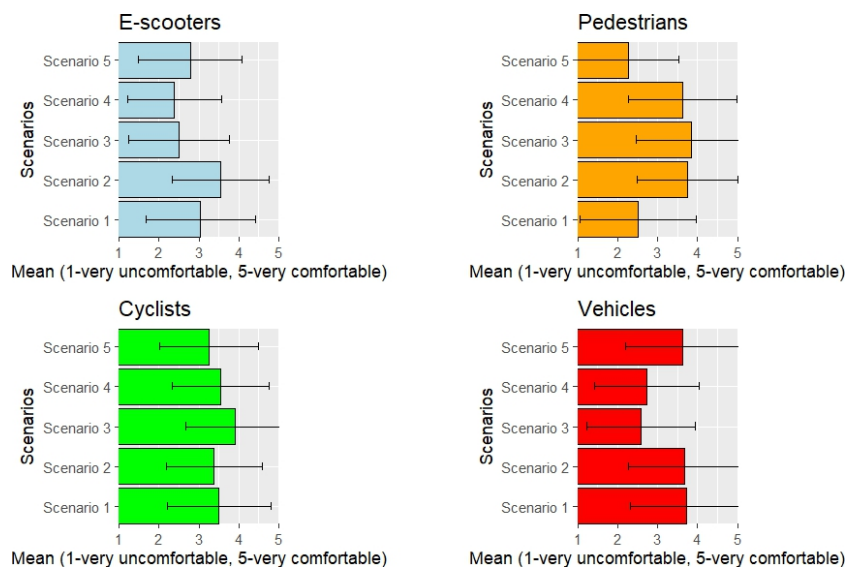 E-scooters
Scenarios
Scenario 5
Scenario 4
Scenario 3
Scenario 2
Scenario 1
1 2 3 4 5
Mean (1-very uncomfortable, 5-very comfortable)
Pedestrians
Scenarios
Scenario 5
Scenario 4
Scenario 3
Scenario 2
Scenario 1
1 2 3 4 5
Mean (1-very uncomfortable, 5-very comfortable)
Cyclists
Scenarios
Scenario 5
Scenario 4
Scenario 3
Scenario 2
Scenario 1
1 2 3 4 5
Mean (1-very uncomfortable, 5-very comfortable)
Vehicles
Scenarios
Scenario 5
Scenario 4
Scenario 3
Scenario 2
Scenario 1
1 2 3 4 5
Mean (1-very uncomfortable, 5-very comfortable)